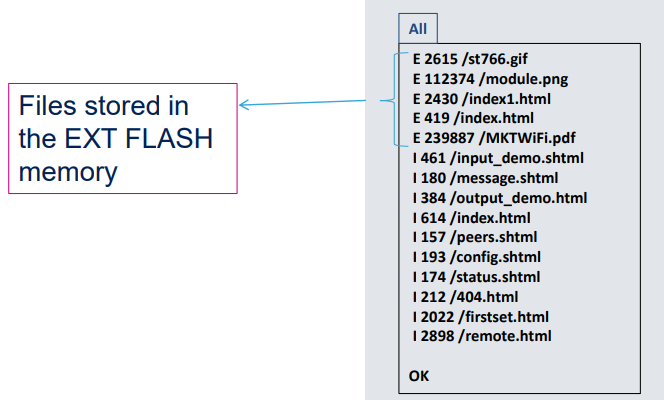 Files stored in
the EXT FLASH
memory
All
E 2615 /st766.gif
E 112374 /module.png
E 2430 /index1.html
E 419 /index.html
E 239887 /MKTWiFi.pdf
I 461 /input_demo.shtml
I 180 /message.shtml
I 384 /output_demo.html
I 614 /index.html
I 157 /peers.shtml
I 193 /config.shtml
I 174 /status.shtml
I 212 /404.html
I 2022 /firstset.html
I 2898 /remote.html
OK